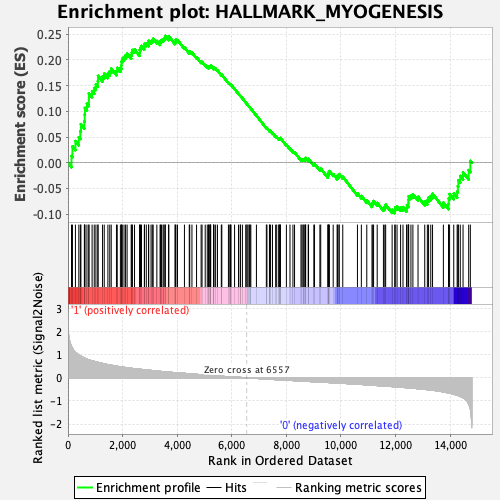 Enrichment plot: HALLMARK_MYOGENESIS
Enrichment score (ES)
0.25
0.20
0.15
0.10
0.05
0.00
-0.05
-0.10
'1' (positively correlated)
Ranked list metric (Signal2Noise)
3
2
1
0
-1
-2
Zero cross at 6557
'0' (negatively correlated)
0
2,000
4,000
6,000
8,000
10,000
12,000
14,000
Rank in Ordered Dataset
Enrichment profile
Hits
Ranking metric scores